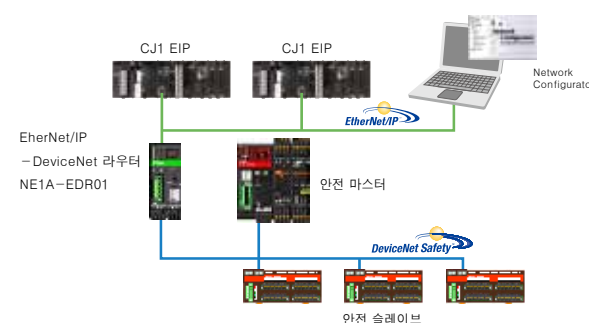 CJ1 EIP
CJ1 EIP
Network
Configurato
EtherNet/IP
EherNet/IP
－DeviceNet 라우터
NE1A－EDR01
안전 마스터
DeviceNet Safety
안전 슬레이브